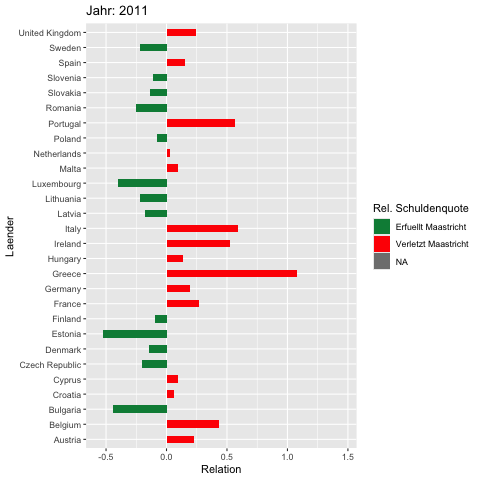 Jahr: 2011
United Kingdom
Sweden
Spain
Slovenia
Slovakia
Romania
Portugal
Poland
Netherlands
Malta
Luxembourg
Lithuania
Latvia
Italy
Ireland
Hungary
Greece
Germany
France
Finland
Estonia
Denmark
Czech Republic
Cyprus
Croatia
Bulgaria
Belgium
Austria
Laender
-0.5 0.0 0.5 1.0 1.5
Relation
Rel. Schuldenquote
Erfuellt Maastricht
Verletzt Maastricht
NA